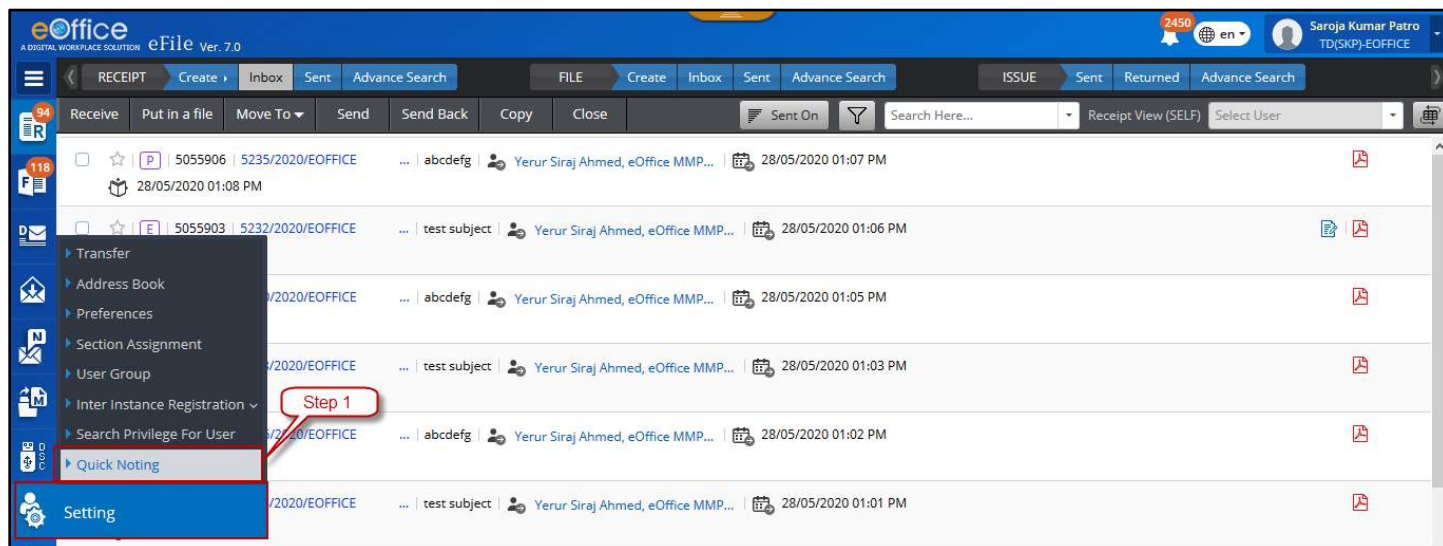 eOffice
A DIGITAL WORKPLACE SOLUTION eFile Ver. 7.0
2450 en Saroja Kumar Patro
TD(SKP)-EOFFICE
RECEIPT Create Inbox Sent Advance Search FILE Create Inbox Sent Advance Search ISSUE Sent Returned Advance Search
94 R Receive Put in a file Move To Send Send Back Copy Close Sent On Search Here... Receipt View (SELF) Select User
P 5055906 5235/2020/EOFFICE ... abcdefg Yerur Siraj Ahmed, eOffice MMP... 28/05/2020 01:07 PM
118 F 28/05/2020 01:08 PM
D E 5055903 5232/2020/EOFFICE ... test subject Yerur Siraj Ahmed, eOffice MMP... 28/05/2020 01:06 PM
Transfer
Address Book
/2020/EOFFICE ... abcdefg Yerur Siraj Ahmed, eOffice MMP... 28/05/2020 01:05 PM
Preferences
N Section Assignment
/2020/EOFFICE ... test subject Yerur Siraj Ahmed, eOffice MMP... 28/05/2020 01:03 PM
User Group
M Inter Instance Registration Step 1
Search Privilege For User /2020/EOFFICE ... abcdefg Yerur Siraj Ahmed, eOffice MMP... 28/05/2020 01:02 PM
DSC Quick Noting
Setting /2020/EOFFICE ... test subject Yerur Siraj Ahmed, eOffice MMP... 28/05/2020 01:01 PM